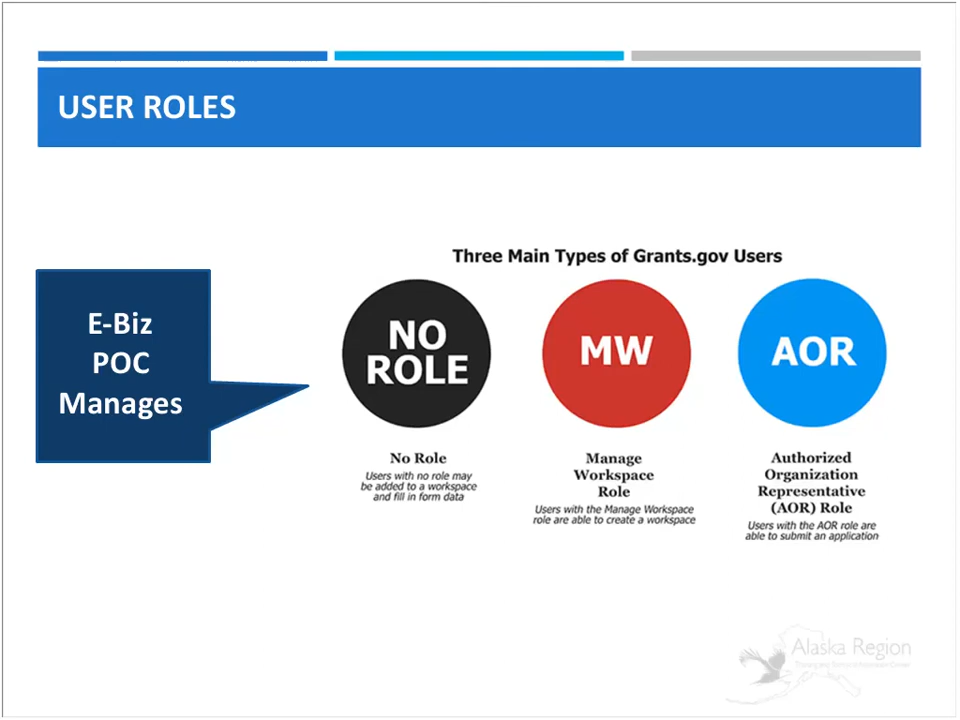 USER ROLES
Three Main Types of Grants.gov Users
E-Biz
POC
Manages
NO
ROLE
MW
AOR
No Role
Users with no role may
be added to a workspace
and fill in form data
Manage
Workspace
Role
Users with the Manage Workspace
role are able to create a workspace
Authorized
Organization
Representative
(AOR) Role
Users with the AOR role are
able to submit an application
Alaska Region